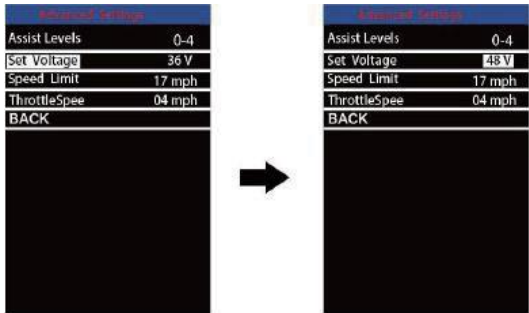 Advanced Settings
Assist Levels 0-4
Set Voltage 36 V
Speed Limit 17 mph
ThrottleSpee 04 mph
BACK
Advanced Settings
Assist Levels 0-4
Set Voltage 48 V
Speed Limit 17 mph
ThrottleSpee 04 mph
BACK